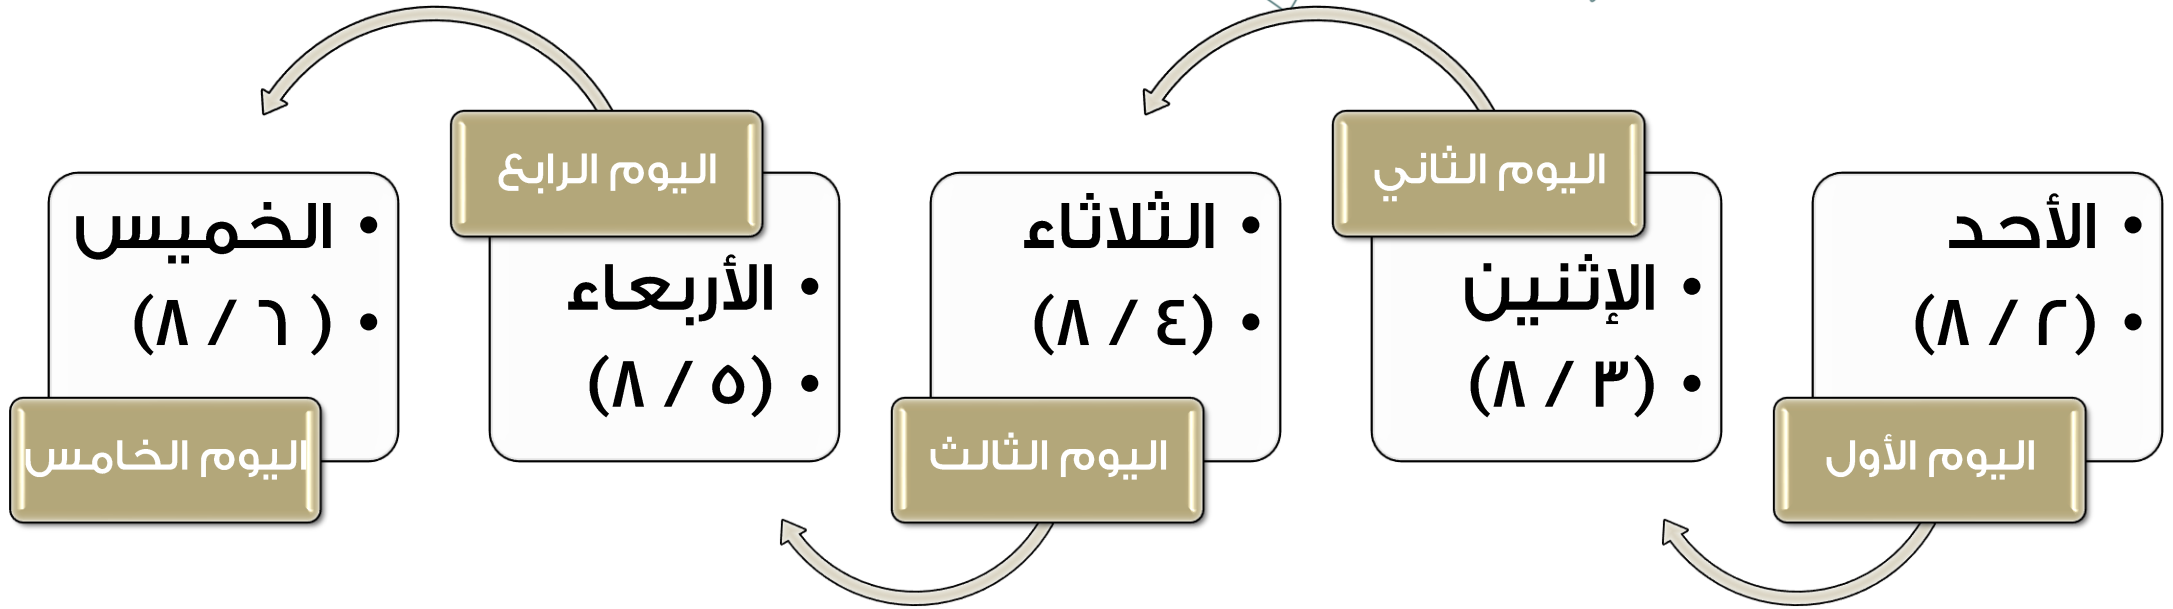 الأحد
(٢ / ٨)
اليوم الأول
اليوم الثاني
الإثنين
(٣ / ٨)
الثلاثاء
(٤ / ٨)
اليوم الثالث
اليوم الرابع
الأربعاء
(٥ / ٨)
الخميس
( ٦ / ٨)
اليوم الخامس